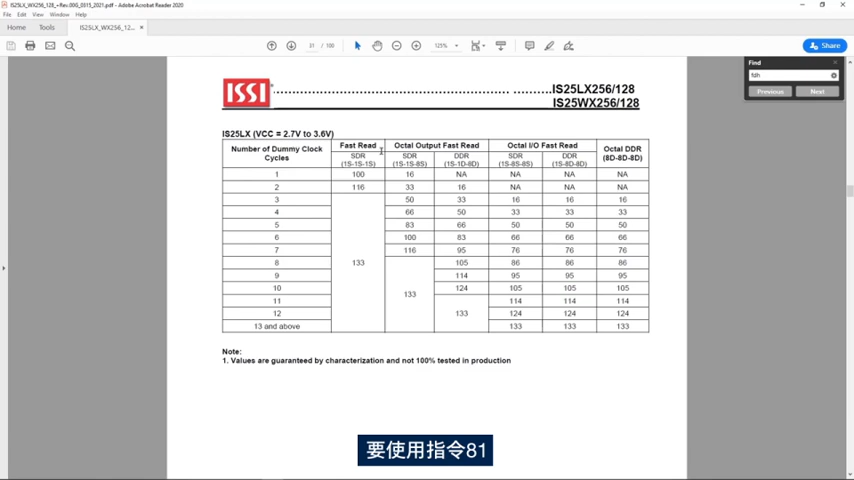 IS25LX_WX256_128_-Rev.00G_0315_2021.pdf - Adobe Acrobat Reader
File Edit View Window Help
Home Tools IS25LX_WX256_12... ×
31 / 100 125% Share
Find
fdh
Previous Next
ISSI IS25LX256/128
IS25WX256/128
IS25LX (VCC = 2.7V to 3.6V)
Number of Dummy Clock Cycles Fast Read Octal Output Fast Read Octal I/O Fast Read Octal DDR (8D-8D-8D)
SDR (1S-1S-1S) SDR (1S-1S-8S) DDR (1S-1D-8D) SDR (1S-8S-8S) DDR (1S-8D-8D)
1 100 16 NA NA NA NA
2 116 33 16 NA NA NA
3 50 33 16 16 16
4 66 50 33 33 33
5 83 66 50 50 50
6 100 83 66 66 66
7 116 95 76 76 76
8 133 105 86 86 86
9 114 95 95 95
10 133 124 105 105 105
11 114 114 114
12 133 124 124 124
13 and above 133 133 133
Note:
1. Values are guaranteed by characterization and not 100% tested in production
要使用指令81